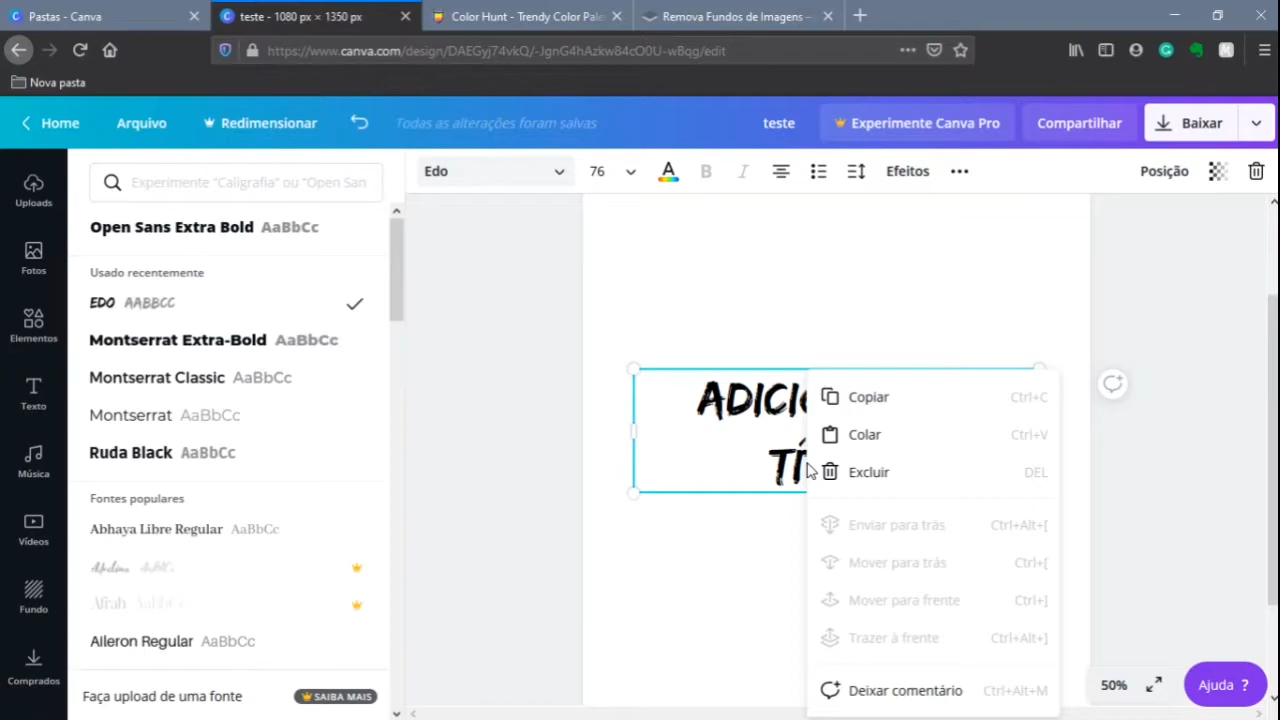 Pastas - Canva
teste - 1080 px × 1350 px
Color Hunt - Trendy Color Pale
Remova Fundos de Imagens –
https://www.canva.com/design/DAEGyj74vkQ/-JgnG4hAzkw84cO0U-wBqg/edit
Nova pasta
Home
Arquivo
Redimensionar
Todas as alterações foram salvas
teste
Experimente Canva Pro
Compartilhar
Baixar
Edo
76
A
B
I
Efeitos
Posição
Experimente "Caligrafia" ou "Open San
Uploads
Fotos
Elementos
Texto
Música
Vídeos
Fundo
Comprados
Open Sans Extra Bold AaBbCc
Usado recentemente
EDO AABBCC
Montserrat Extra-Bold AaBbCc
Montserrat Classic AaBbCc
Montserrat AaBbCc
Ruda Black AaBbCc
Fontes populares
Abhaya Libre Regular AaBbCc
Afrah AaBbCc
Aileron Regular AaBbCc
Faça upload de uma fonte
SAIBA MAIS
ADICIO
TÍ
Copiar Ctrl+C
Colar Ctrl+V
Excluir DEL
Enviar para trás Ctrl+Alt+[
Mover para trás Ctrl+[
Mover para frente Ctrl+]
Trazer à frente Ctrl+Alt+]
Deixar comentário Ctrl+Alt+M
50%
Ajuda ?